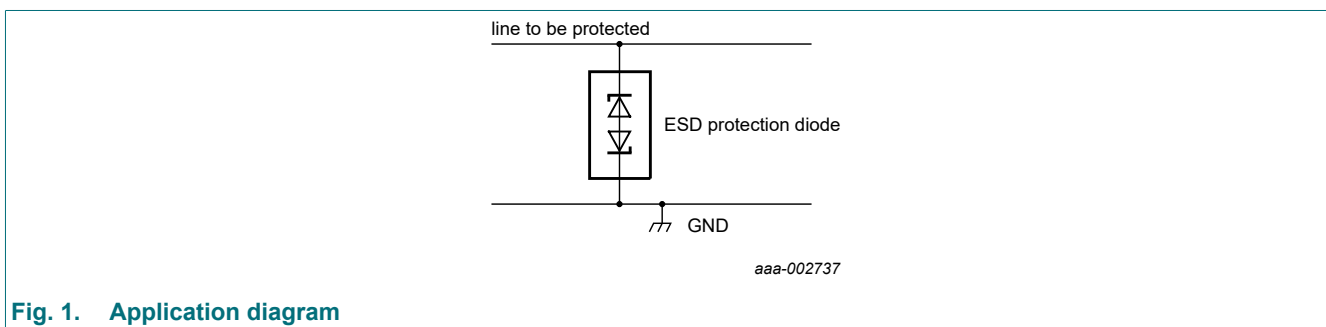 line to be protected
ESD protection diode
GND
aaa-002737
Fig. 1. Application diagram